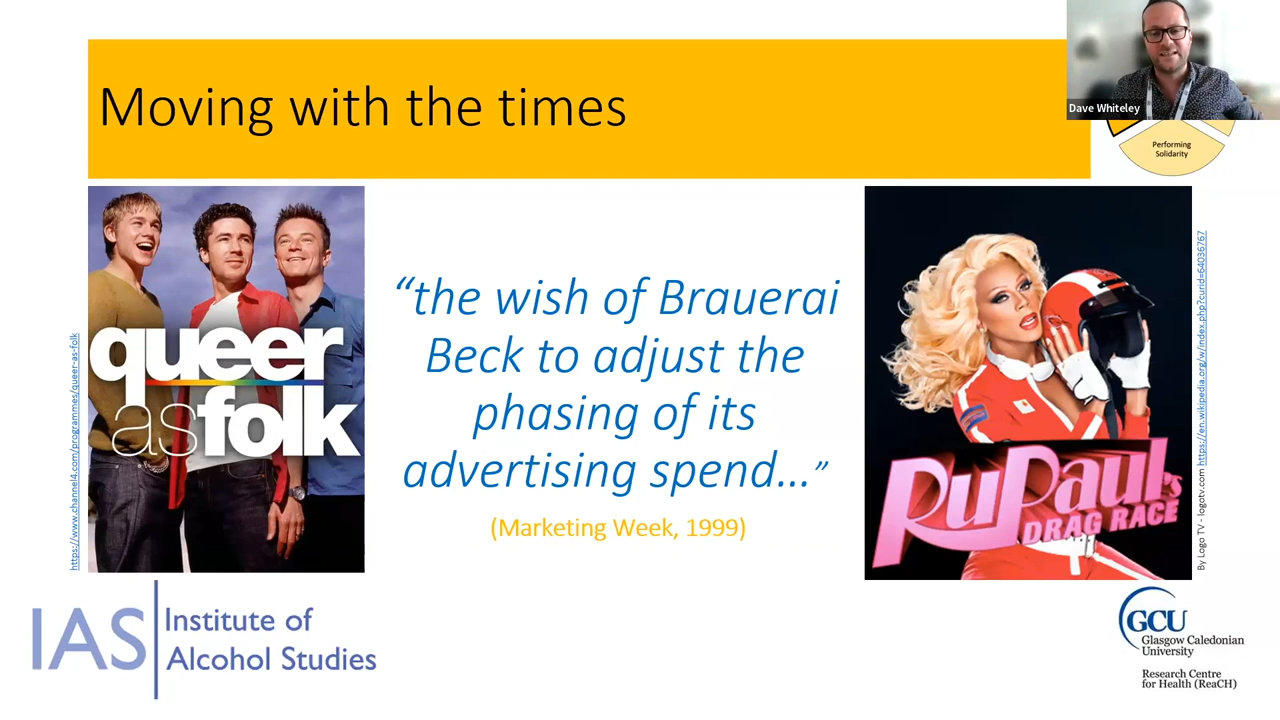 Moving with the times
Dave Whiteley
Performing
Solidarity
queer
asfolk
https://www.channel4.com/programmes/queer-as-folk
“the wish of Brauerai
Beck to adjust the
phasing of its
advertising spend…”
(Marketing Week, 1999)
RuPaul's
DRAG RACE
By Logo TV - logotv.com https://en.wikipedia.org/w/index.php?curid=64036767
IAS
Institute of
Alcohol Studies
GCU
Glasgow Caledonian
University
Research Centre
for Health (ReaCH)